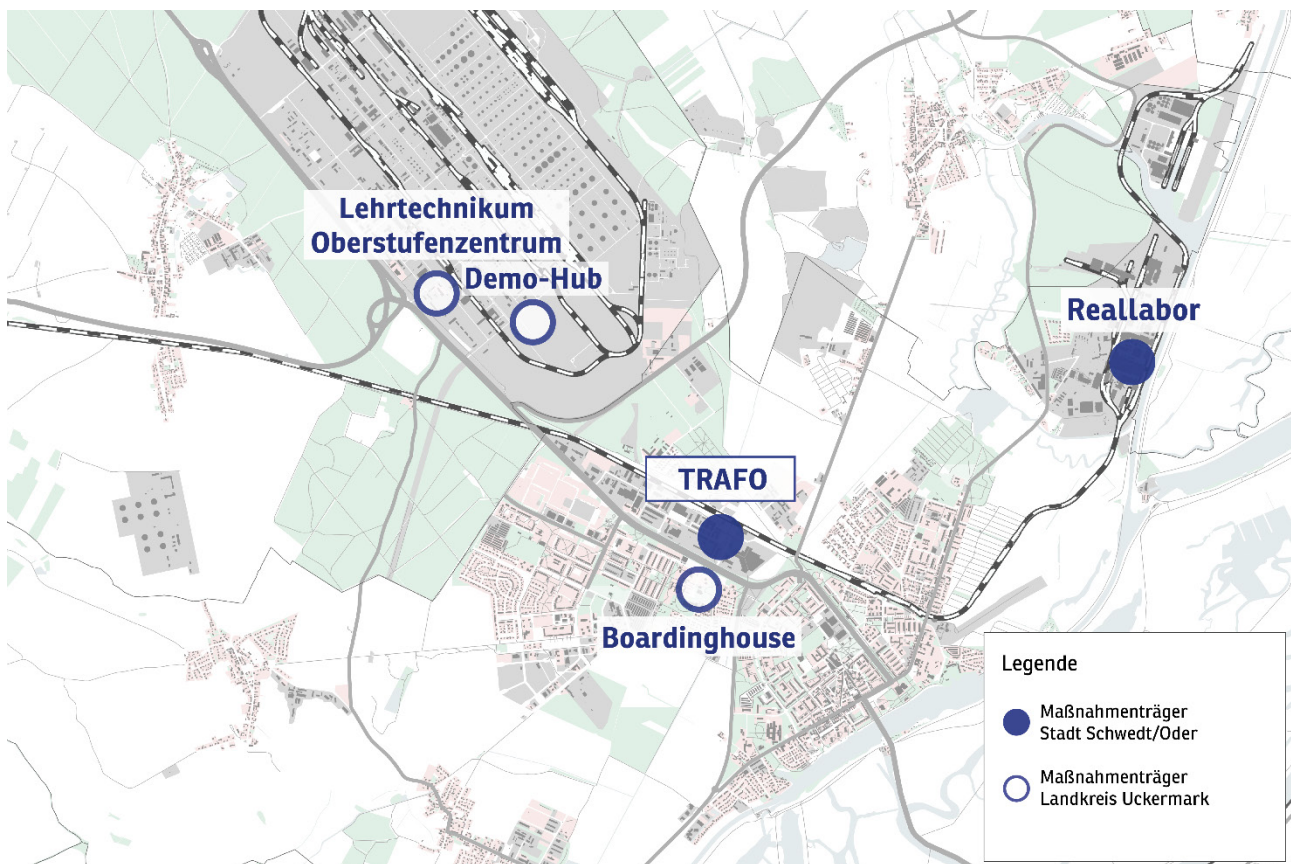 Lehrtechnikum
Oberstufenzentrum
Demo-Hub
Reallabor
TRAFO
Boardinghouse
Legende
Maßnahmenträger
Stadt Schwedt/Oder
Maßnahmenträger
Landkreis Uckermark